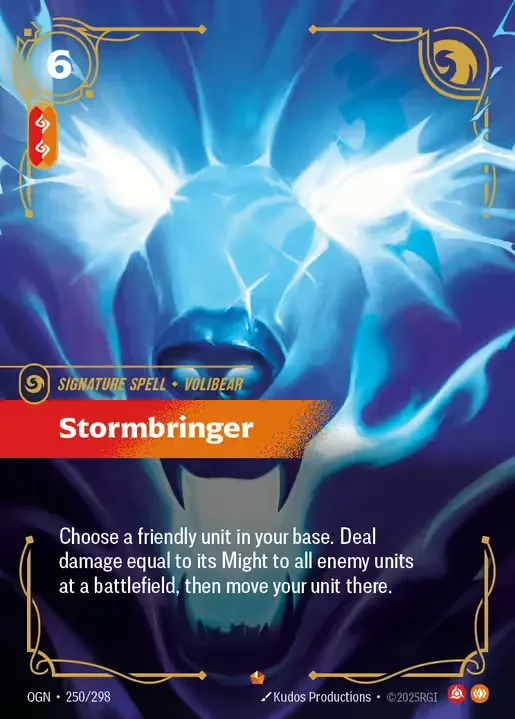 6
SIGNATURE SPELL • VOLIBEAR
Stormbringer
Choose a friendly unit in your base. Deal
damage equal to its Might to all enemy units
at a battlefield, then move your unit there.
OGN • 250/298
Kudos Productions • ©2025RGI